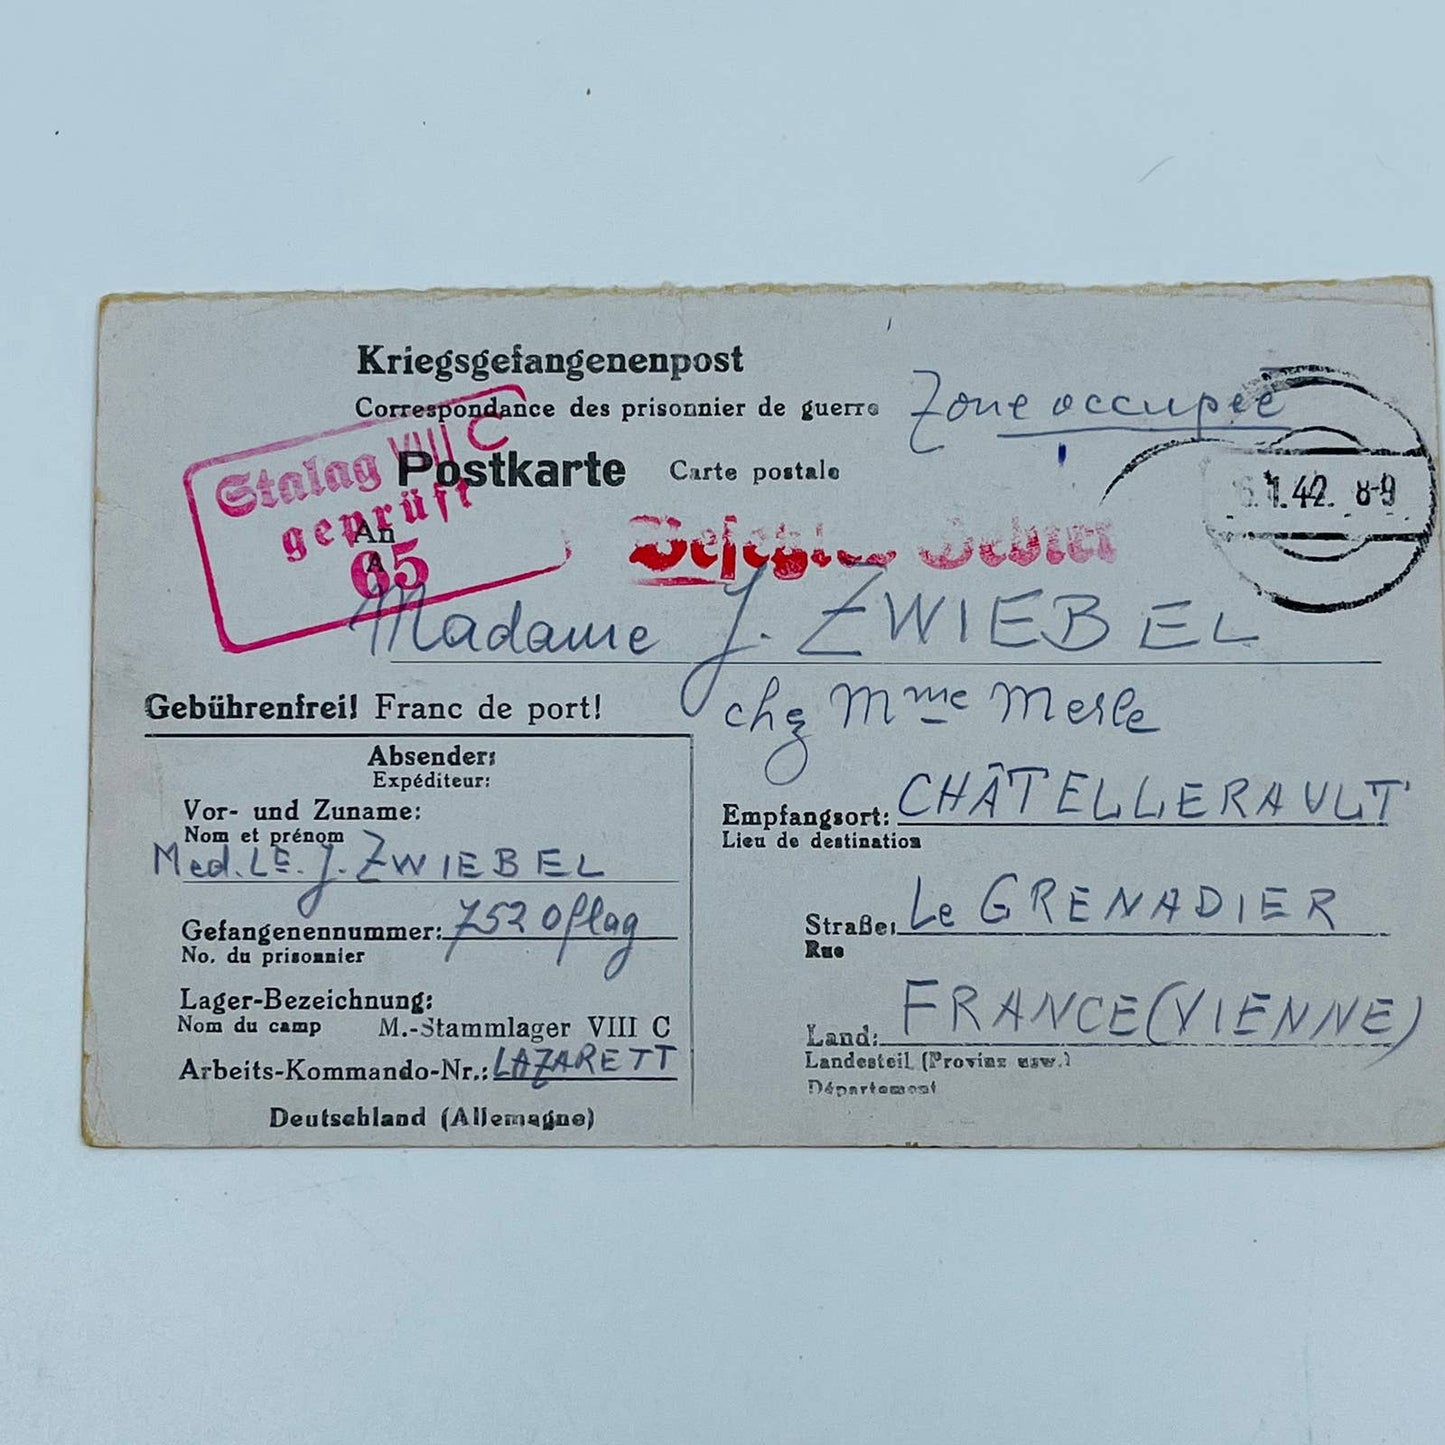 Kriegsgefangenenpost
Correspondance des prisonnier de guerre
Zone occupée
Postkarte Carte postale
Stalag VIII C
geprüft
65
.1.42. 8-9
An
A
Madame J. ZWIEBEL
chez Mme Merle
Gebührenfrei! Franc de port!
Absender:
Expéditeur:
Vor- und Zuname:
Nom et prénom
Med. LE. J. ZWIEBEL
Gefangenennummer: 752 Oflag
No. du prisonnier
Lager-Bezeichnung:
Nom du camp M.-Stammlager VIII C
Arbeits-Kommando-Nr.: LAZARETT
Deutschland (Allemagne)
Empfangsort: CHÂTELLERAULT
Lieu de destination
Straße: Le GRENADIER
Rue
Land: FRANCE (VIENNE)
Landesteil (Provinz usw.)
Département